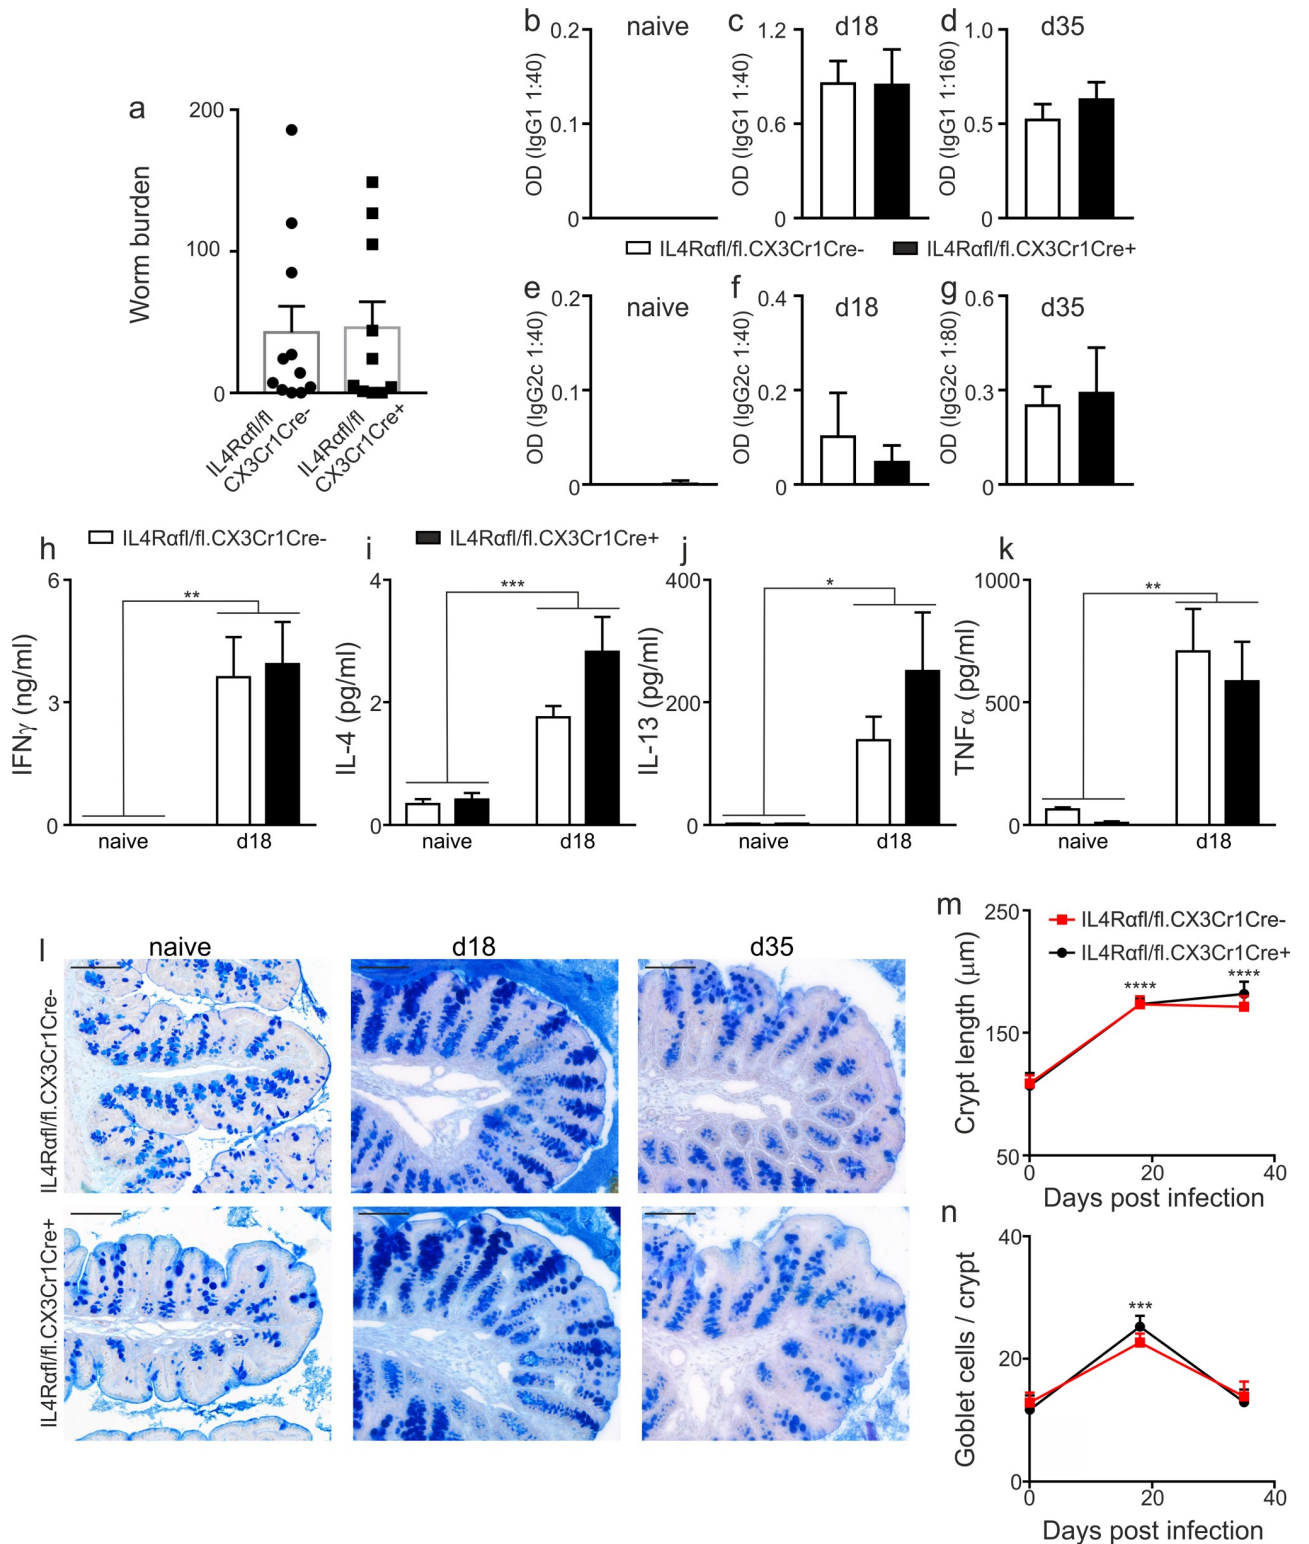 a
Worm burden
200
100
0
IL4Rαfl/fl
CX3Cr1Cre-
IL4Rαfl/fl
CX3Cr1Cre+
b
naive
OD (IgG1 1:40)
0.2
0.1
0
c
d18
OD (IgG1 1:40)
1.2
0.6
0
d
d35
OD (IgG1 1:160)
1.0
0.5
0
IL4Rαfl/fl.CX3Cr1Cre-
IL4Rαfl/fl.CX3Cr1Cre+
e
naive
OD (IgG2c 1:40)
0.2
0.1
0
f
d18
OD (IgG2c 1:40)
0.4
0.2
0
g
d35
OD (IgG2c 1:80)
0.6
0.3
0
IL4Rαfl/fl.CX3Cr1Cre-
IL4Rαfl/fl.CX3Cr1Cre+
h
IFNγ (ng/ml)
6
3
0
**
naive
d18
i
IL-4 (pg/ml)
4
2
0
***
naive
d18
j
IL-13 (pg/ml)
400
200
0
*
naive
d18
k
TNFα (pg/ml)
1000
500
0
**
naive
d18
l
naive
d18
d35
IL4Rαfl/fl.CX3Cr1Cre-
IL4Rαfl/fl.CX3Cr1Cre+
m
IL4Rαfl/fl.CX3Cr1Cre-
IL4Rαfl/fl.CX3Cr1Cre+
Crypt length (μm)
250
150
50
****
****
0
20
40
Days post infection
n
Goblet cells / crypt
40
20
0
***
0
20
40
Days post infection